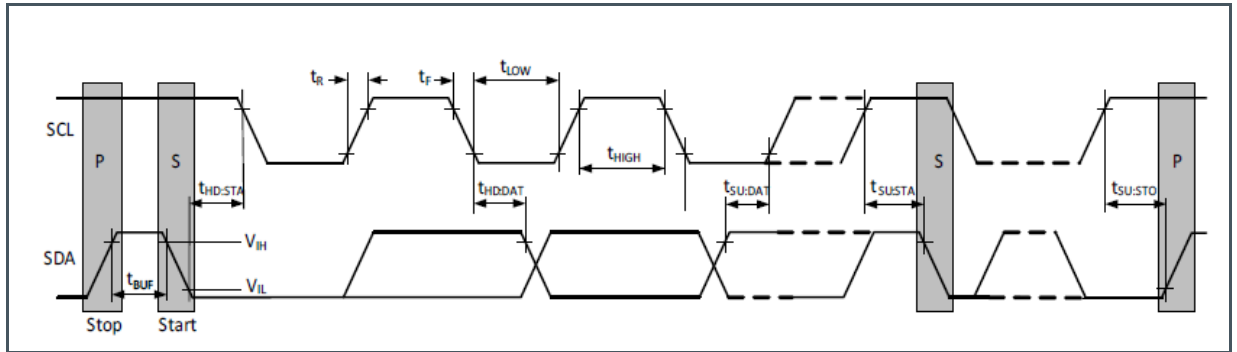 tR tF tLOW
SCL
P S tHIGH S P
tHD:STA tHD:DAT tSU:DAT tSU:STA tSU:STO
VIH
SDA
tBUF VIL
Stop Start